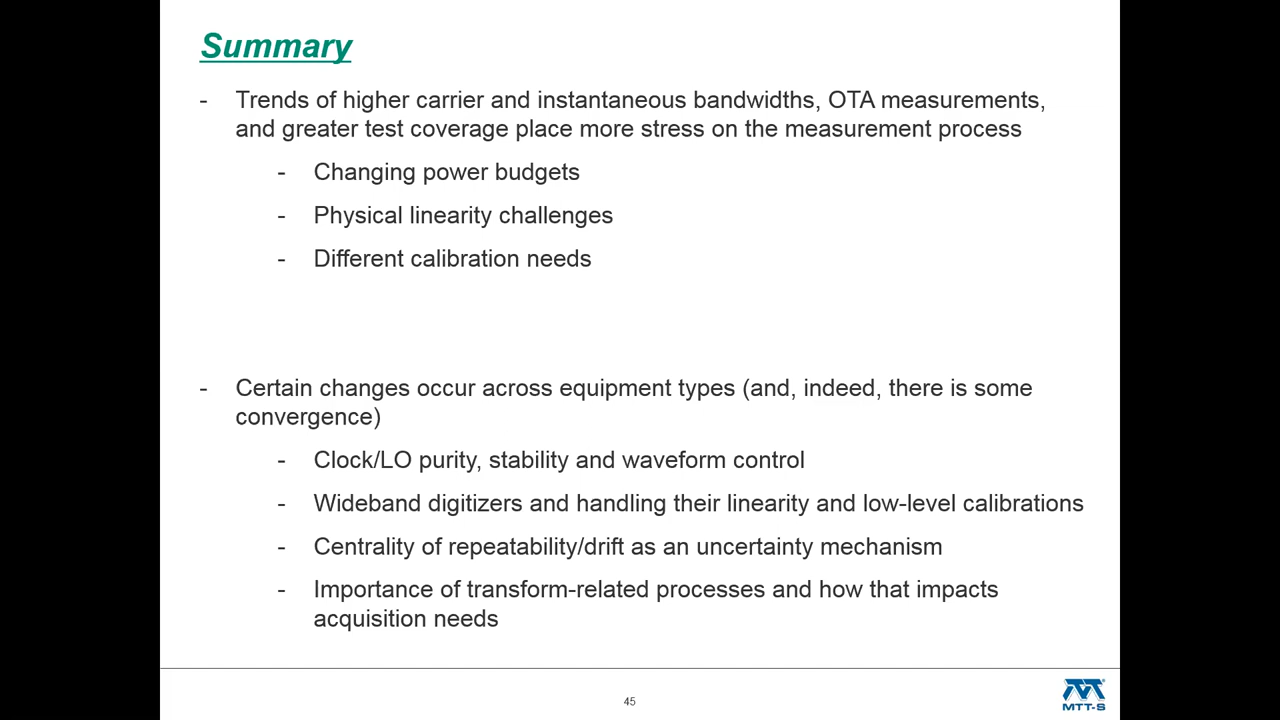 Summary
- Trends of higher carrier and instantaneous bandwidths, OTA measurements,
and greater test coverage place more stress on the measurement process
- Changing power budgets
- Physical linearity challenges
- Different calibration needs
- Certain changes occur across equipment types (and, indeed, there is some
convergence)
- Clock/LO purity, stability and waveform control
- Wideband digitizers and handling their linearity and low-level calibrations
- Centrality of repeatability/drift as an uncertainty mechanism
- Importance of transform-related processes and how that impacts
acquisition needs
45
MTT-S